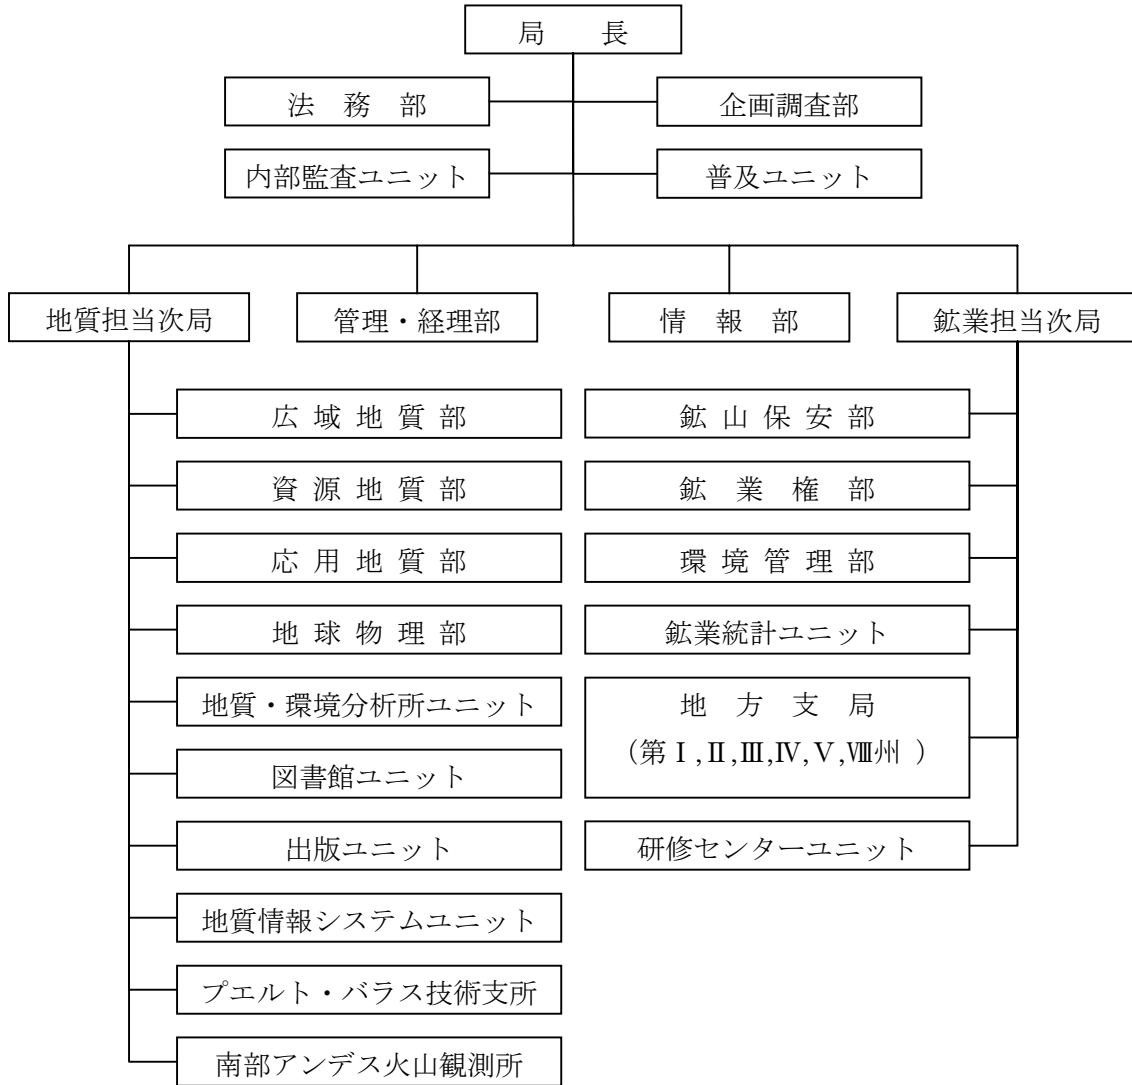 局　　長
法　務　部
企画調査部
内部監査ユニット
普及ユニット
地質担当次局
管理・経理部
情　報　部
鉱業担当次局
広 域 地 質 部
資 源 地 質 部
応 用 地 質 部
地 球 物 理 部
地質・環境分析所ユニット
図書館ユニット
出版ユニット
地質情報システムユニット
プエルト・バラス技術支所
南部アンデス火山観測所
鉱 山 保 安 部
鉱　業　権　部
環 境 管 理 部
鉱業統計ユニット
地　方　支　局
（第Ⅰ,Ⅱ,Ⅲ,Ⅳ,Ⅴ,Ⅷ州 ）
研修センターユニット